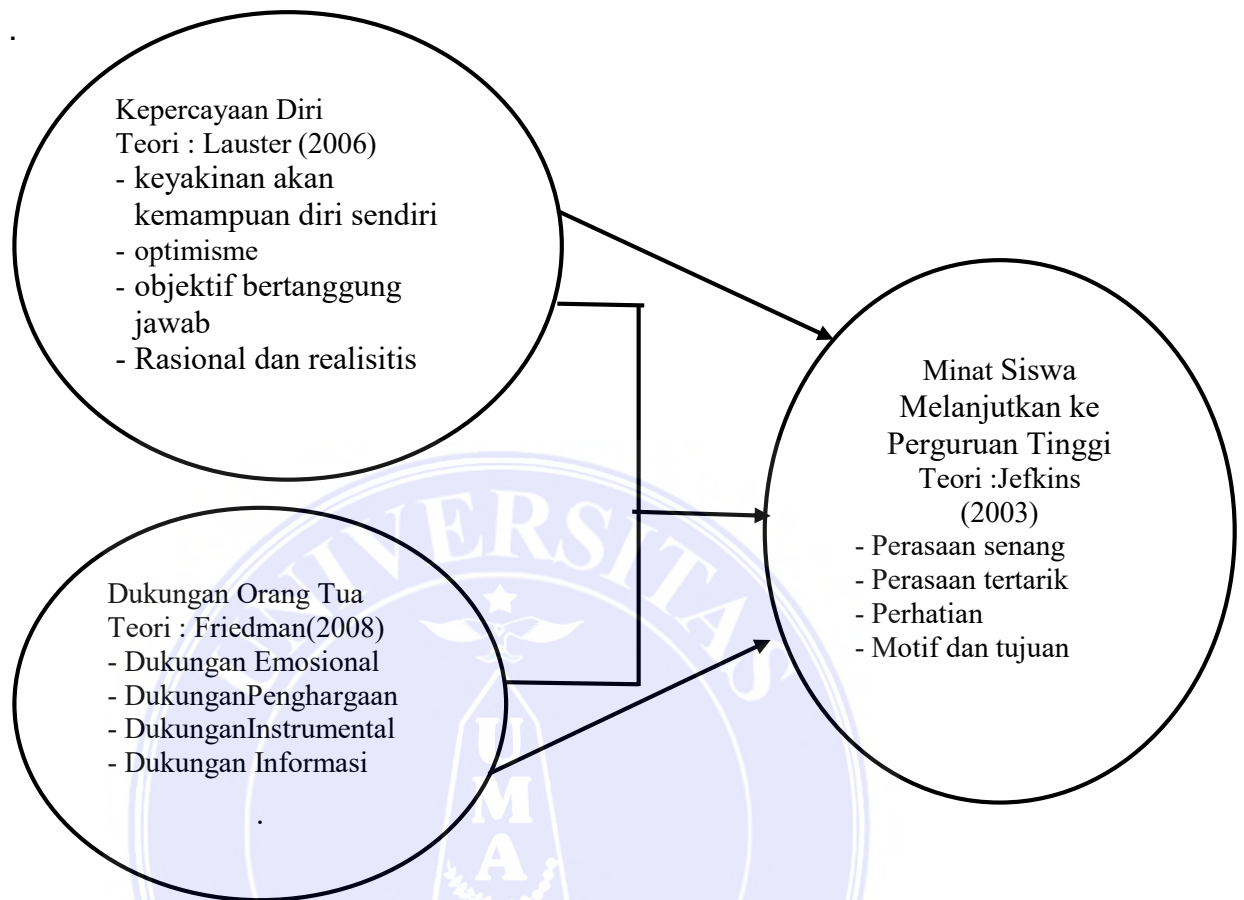 .
Kepercayaan Diri
Teori : Lauster (2006)
- keyakinan akan
kemampuan diri sendiri
- optimisme
- objektif bertanggung
jawab
- Rasional dan realisitis
Minat Siswa
Melanjutkan ke
Perguruan Tinggi
Teori :Jefkins
(2003)
- Perasaan senang
- Perasaan tertarik
- Perhatian
- Motif dan tujuan
Dukungan Orang Tua
Teori : Friedman(2008)
- Dukungan Emosional
- DukunganPenghargaan
- DukunganInstrumental
- Dukungan Informasi
.
UNIVERSITAS
U
M
A